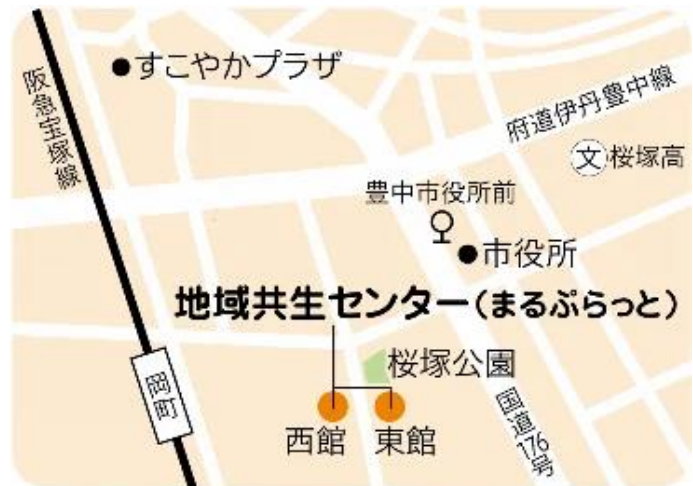 すこやかプラザ
阪急宝塚線
府道伊丹豊中線
文 桜塚高
豊中市役所前
市役所
地域共生センター(まるぷらっと)
桜塚公園
岡町
西館
東館
国道176号